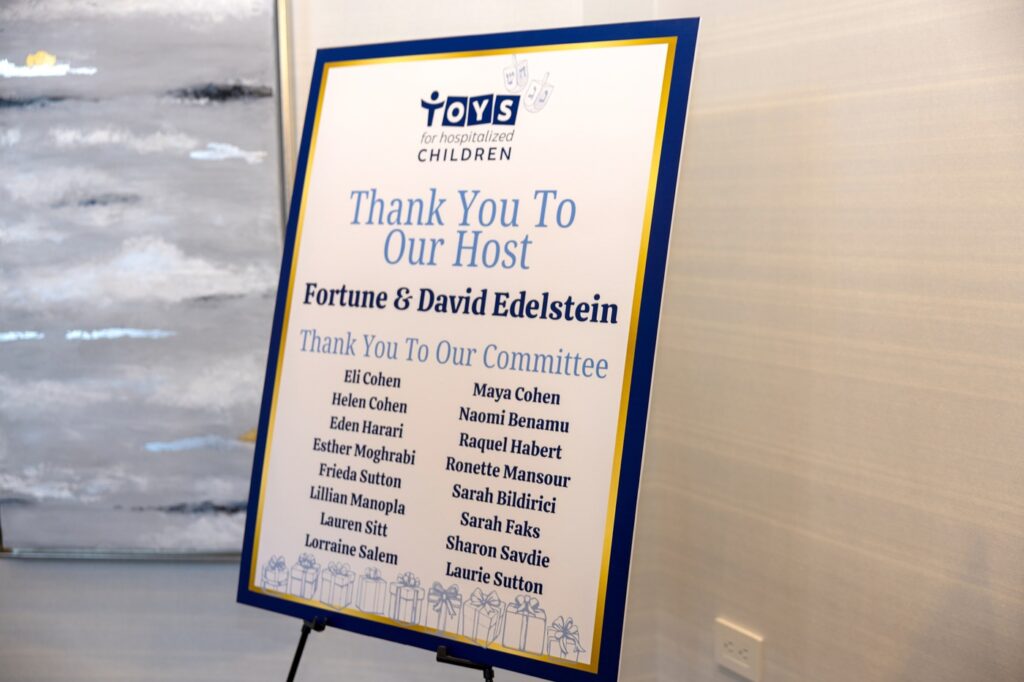 TOYS
for hospitalized
CHILDREN
Thank You To
Our Host
Fortune & David Edelstein
Thank You To Our Committee
Eli Cohen
Helen Cohen
Eden Harari
Esther Moghrabi
Frieda Sutton
Lillian Manopla
Lauren Sitt
Lorraine Salem
Maya Cohen
Naomi Benamu
Raquel Habert
Ronette Mansour
Sarah Bildirici
Sarah Faks
Sharon Savdie
Laurie Sutton